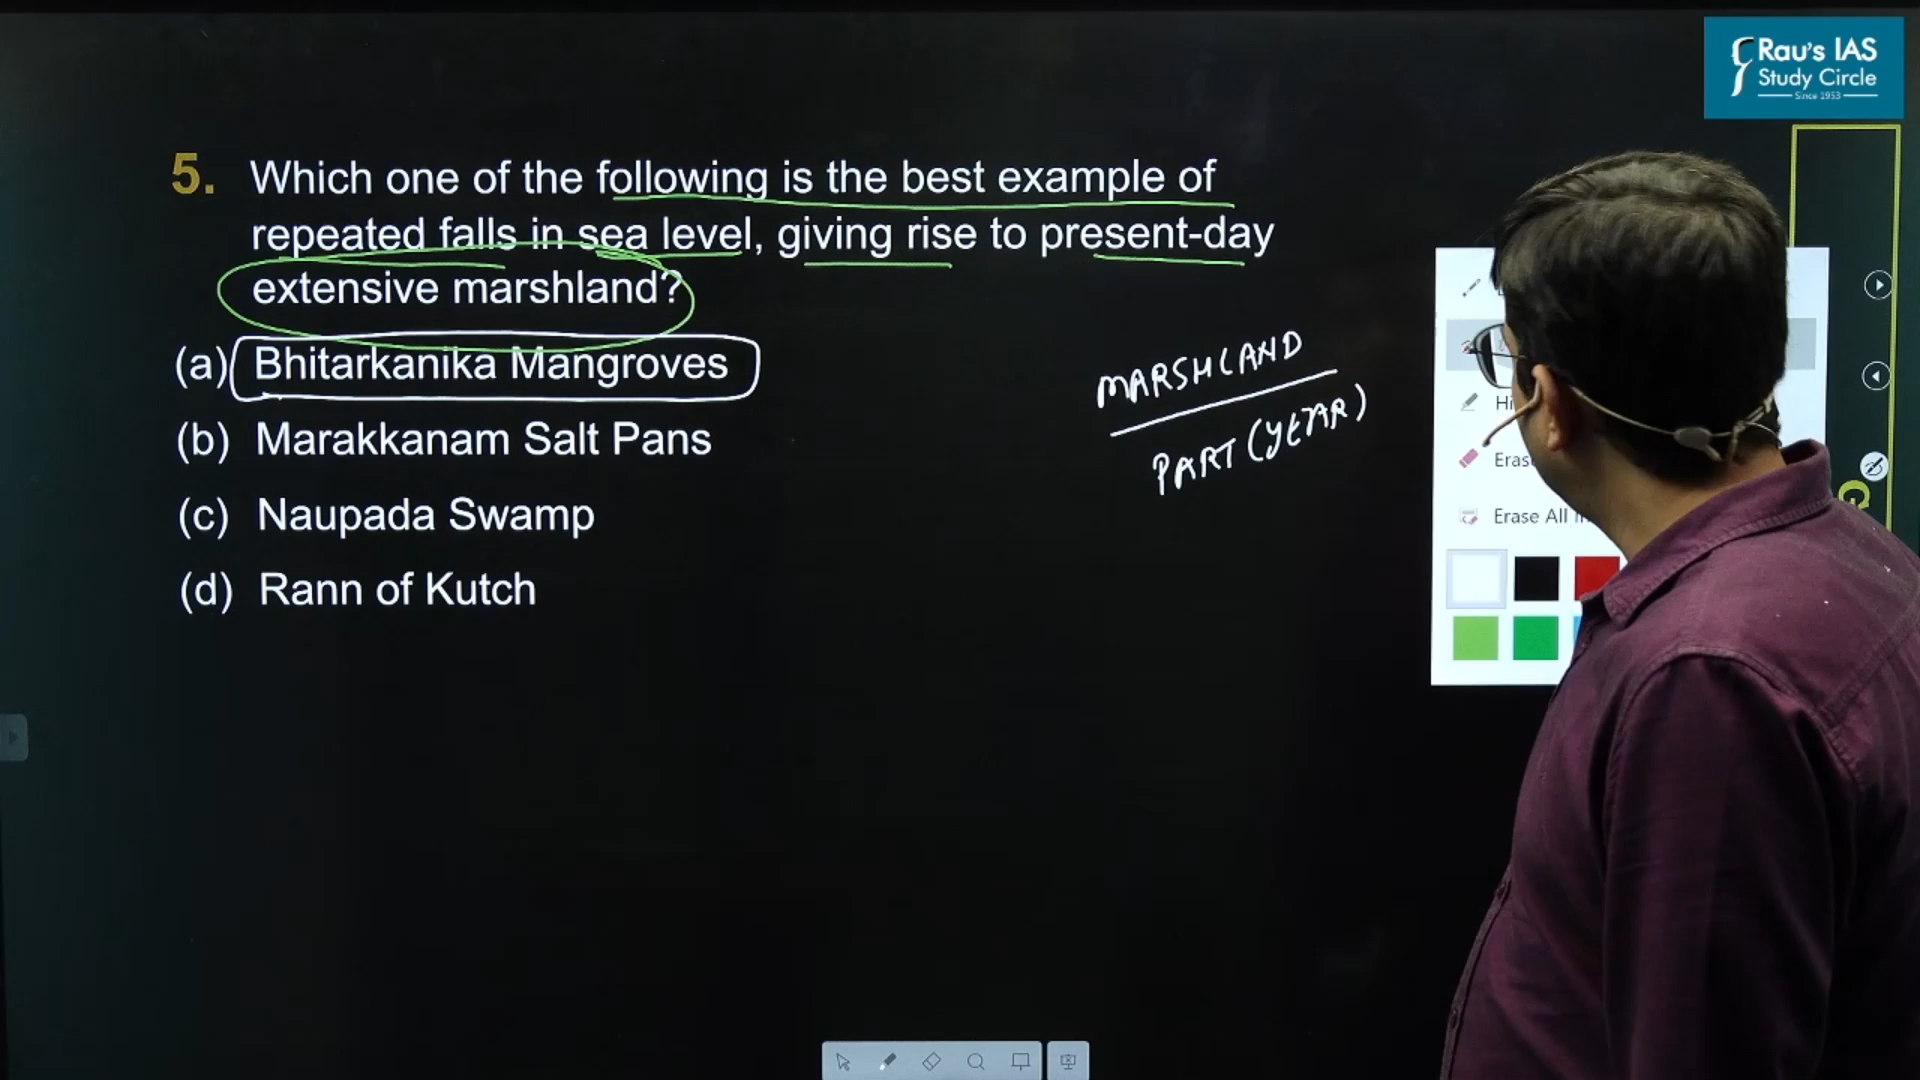 Rau's IAS
Study Circle
Since 1953
5. Which one of the following is the best example of
repeated falls in sea level, giving rise to present-day
extensive marshland?
(a) Bhitarkanika Mangroves
(b) Marakkanam Salt Pans
(c) Naupada Swamp
(d) Rann of Kutch
MARSHLAND
PART (YEAR)
Erase All